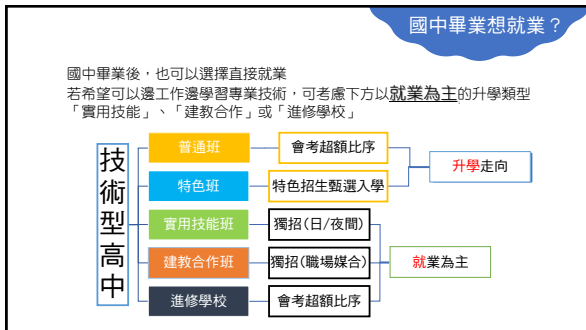 國中畢業想就業？
國中畢業後，也可以選擇直接就業
若希望可以邊工作邊學習專業技術，可考慮下方以就業為主的升學類型
「實用技能」、「建教合作」或「進修學校」
技術型高中
普通班
會考超額比序
升學走向
特色班
特色招生甄選入學
實用技能班
獨招(日/夜間)
建教合作班
獨招(職場媒合)
就業為主
進修學校
會考超額比序